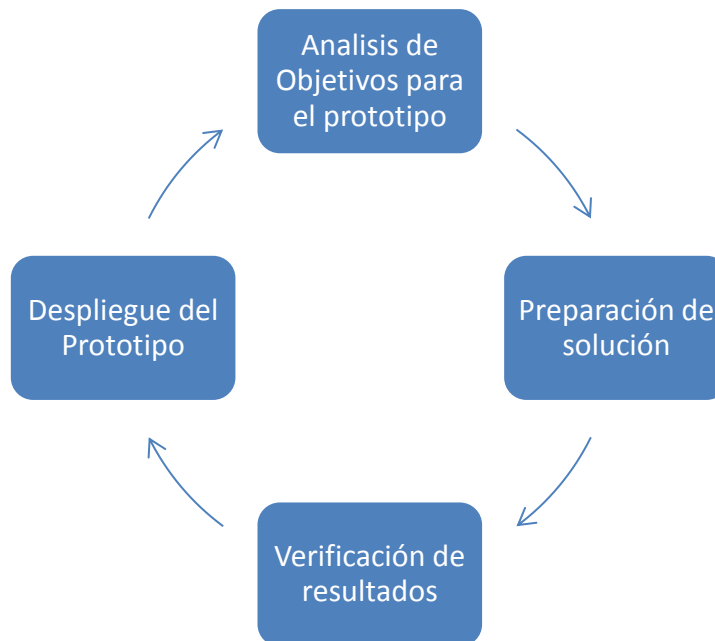 Analisis de
Objetivos para
el prototipo
Preparación de
solución
Verificación de
resultados
Despliegue del
Prototipo